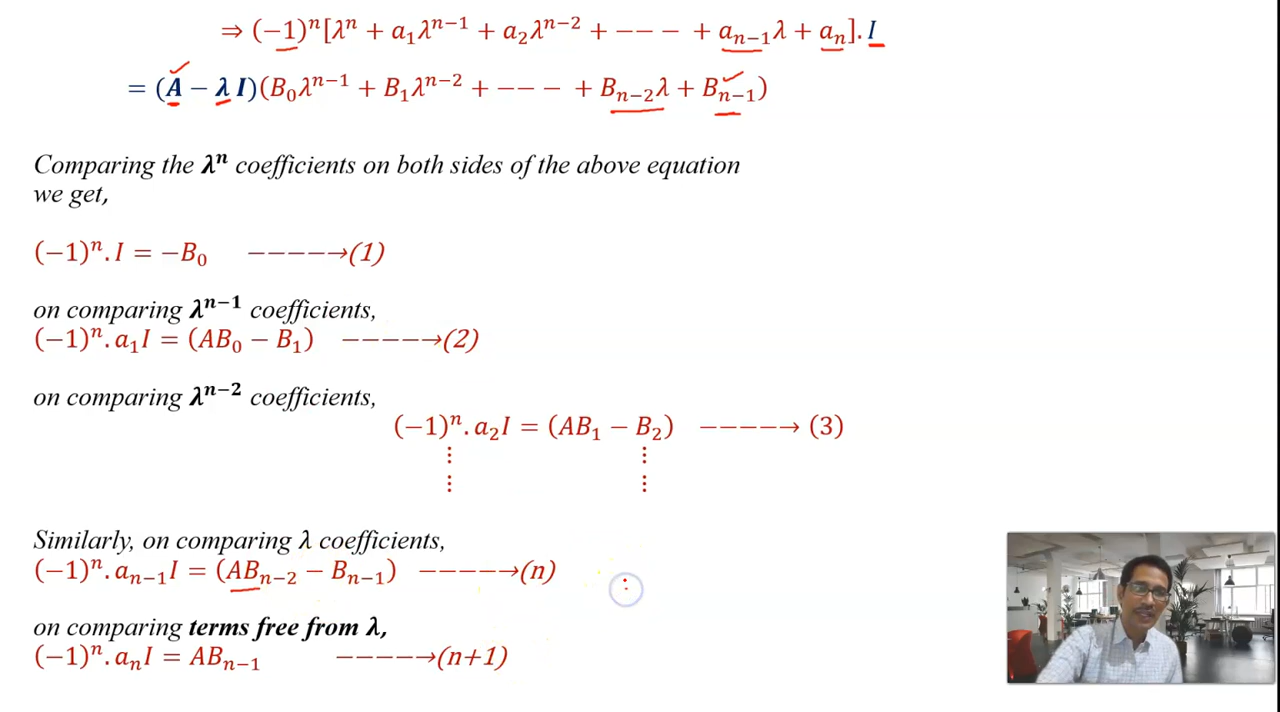 ⇒ (−1)ⁿ[λⁿ + a₁λⁿ⁻¹ + a₂λⁿ⁻² + −−− + aₙ₋₁λ + aₙ]. I
= (A − λ I)(B₀λⁿ⁻¹ + B₁λⁿ⁻² + −−− + Bₙ₋₂λ + Bₙ₋₁)
Comparing the λⁿ coefficients on both sides of the above equation
we get,
(−1)ⁿ. I = −B₀ −−−−−→(1)
on comparing λⁿ⁻¹ coefficients,
(−1)ⁿ. a₁I = (AB₀ − B₁) −−−−−→(2)
on comparing λⁿ⁻² coefficients,
(−1)ⁿ. a₂I = (AB₁ − B₂) −−−−−→ (3)
Similarly, on comparing λ coefficients,
(−1)ⁿ. aₙ₋₁I = (ABₙ₋₂ − Bₙ₋₁) −−−−−→(n)
on comparing terms free from λ,
(−1)ⁿ. aₙI = ABₙ₋₁ −−−−−→(n+1)